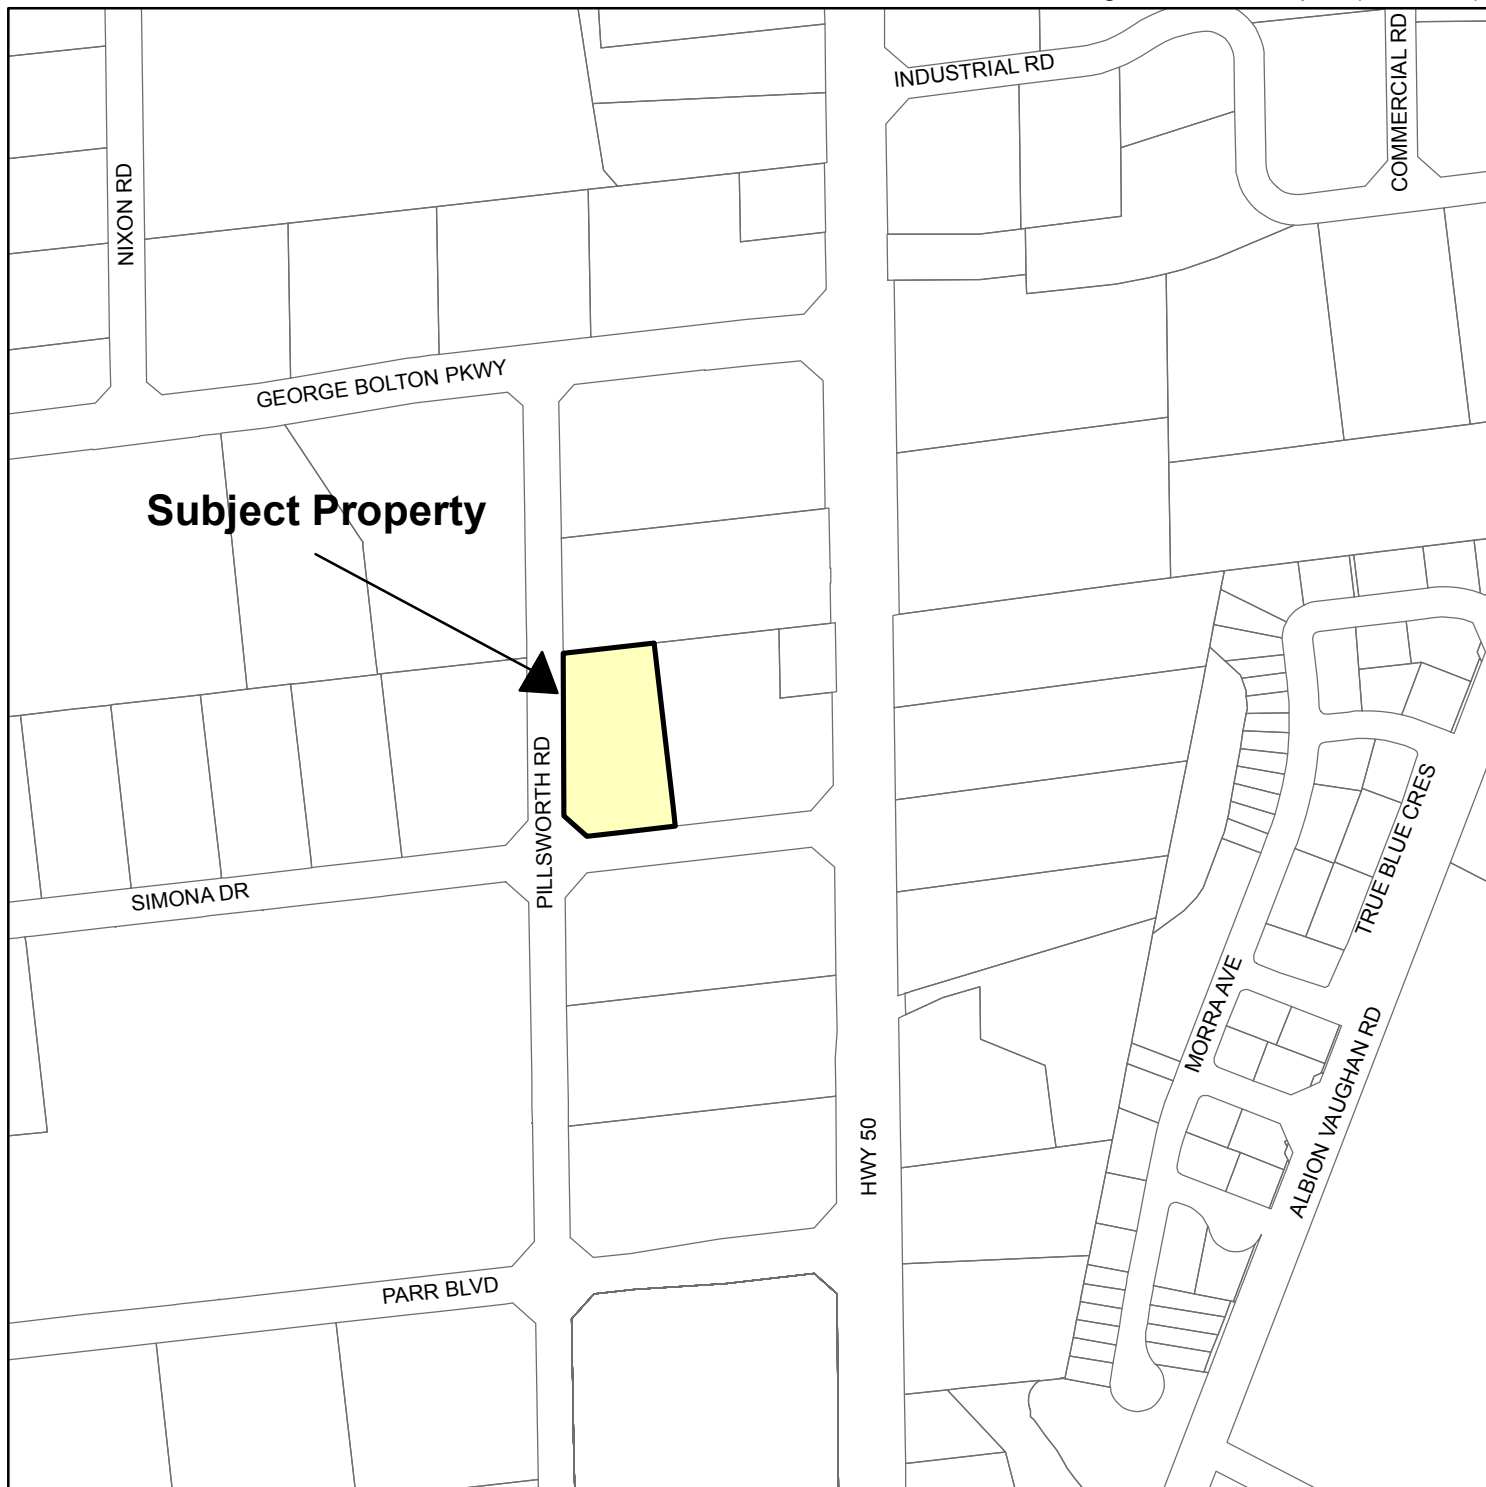 INDUSTRIAL RD
COMMERCIAL RD
NIXON RD
GEORGE BOLTON PKWY
Subject Property
PILLSWORTH RD
SIMONA DR
TRUE BLUE CRES
MORRA AVE
ALBION VAUGHAN RD
HWY 50
PARR BLVD